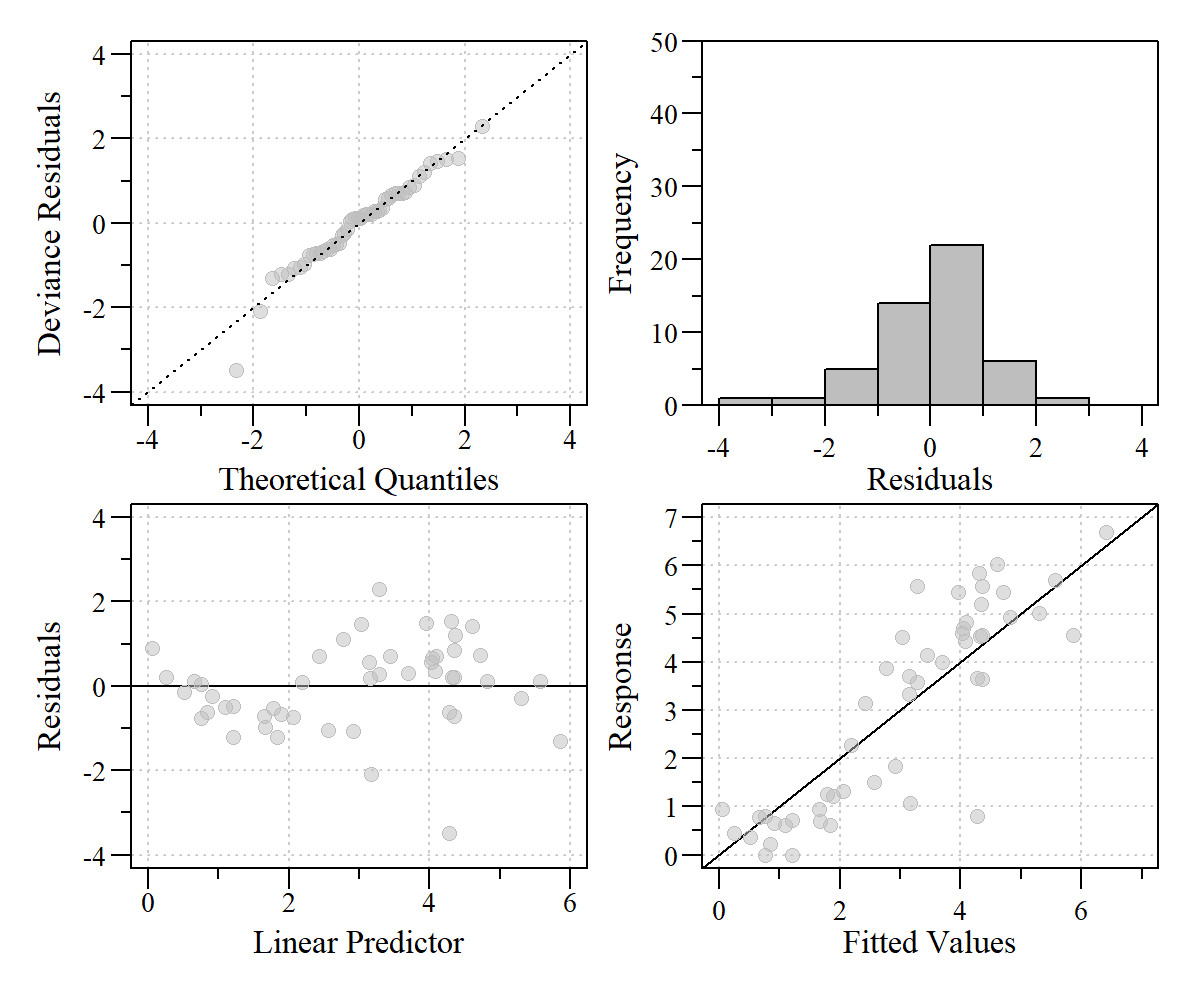 4
2
0
-2
-4
Deviance Residuals
-4 -2 0 2 4
Theoretical Quantiles
50
40
30
20
10
0
Frequency
-4 -2 0 2 4
Residuals
4
2
0
-2
-4
Residuals
0 2 4 6
Linear Predictor
7
6
5
4
3
2
1
0
Response
0 2 4 6
Fitted Values